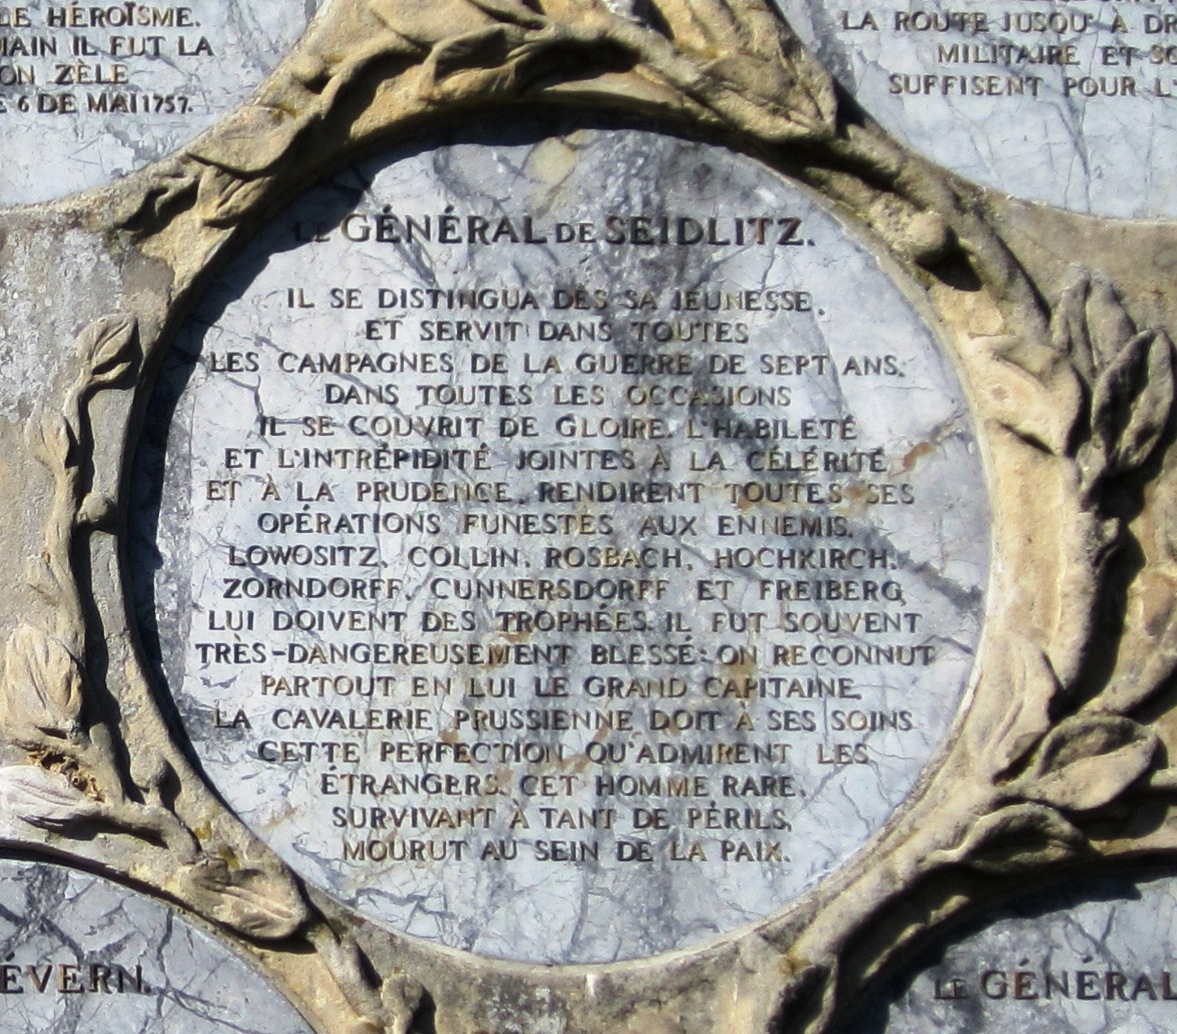 LE HÉROÏSME.
IL FUT LA
ZÈLE
6 DE MAI 1757.
LA ROUTE JUSQU'À
MILITAIRE ET
SUFFISENT POUR
LE GÉNÉRAL DE SEIDLITZ.
IL SE DISTINGUA DÈS SA JEUNESSE,
ET SERVIT DANS TOUTES
LES CAMPAGNES DE LA GUERRE DE SEPT ANS.
DANS TOUTES LES OCCASIONS
IL SE COUVRIT DE GLOIRE. L'HABILETÉ
ET L'INTRÉPIDITÉ JOINTES À LA CÉLÉRITÉ
ET À LA PRUDENCE, RENDIRENT TOUTES SES
OPÉRATIONS FUNESTES AUX ENNEMIS.
LOWOSITZ, COLLIN, ROSBACH, HOCHKIRCH,
ZORNDORFF, CUNNERSDORFF, ET FREIBERG,
LUI DOIVENT DES TROPHÉES. IL FUT SOUVENT
TRÈS-DANGEREUSEMENT BLESSÉ: ON RECONNUT
PARTOUT EN LUI LE GRAND CAPITAINE,
LA CAVALERIE PRUSSIENNE DOIT À SES SOINS
CETTE PERFECTION QU'ADMIRENT LES
ÉTRANGERS. CET HOMME RARE,
SURVIVANT À TANT DE PÉRILS,
MOURUT AU SEIN DE LA PAIX.
LE GÉNÉRAL